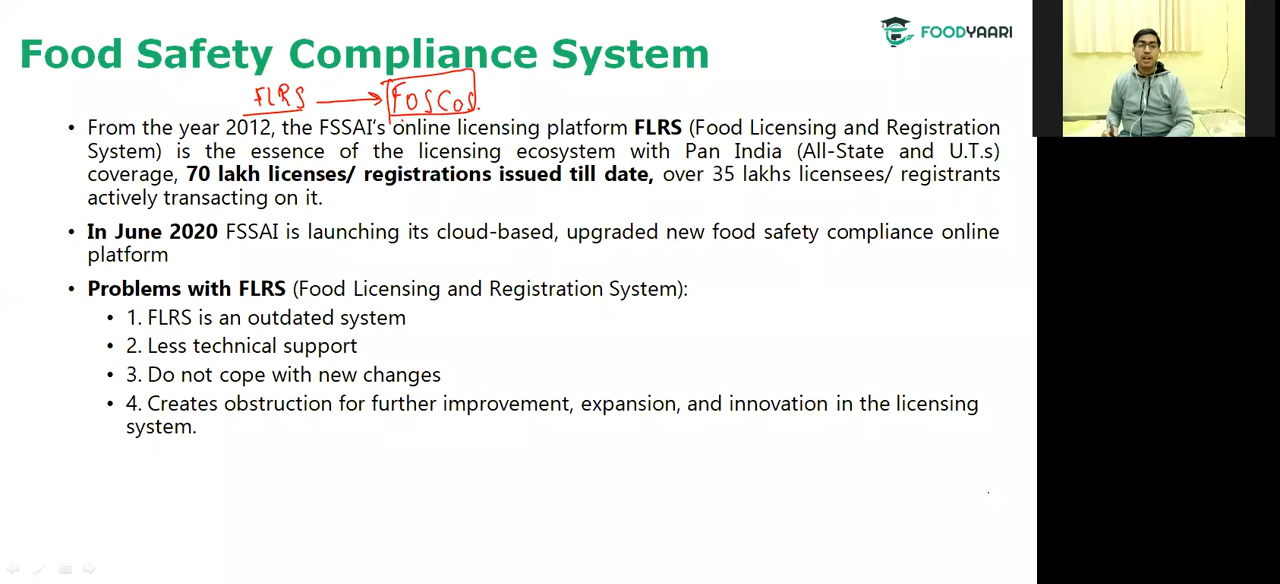 FOODYAARI
Food Safety Compliance System
FLRS → FOSCOS.
• From the year 2012, the FSSAI's online licensing platform FLRS (Food Licensing and Registration
System) is the essence of the licensing ecosystem with Pan India (All-State and U.T.s)
coverage, 70 lakh licenses/ registrations issued till date, over 35 lakhs licensees/ registrants
actively transacting on it.
• In June 2020 FSSAI is launching its cloud-based, upgraded new food safety compliance online
platform
• Problems with FLRS (Food Licensing and Registration System):
• 1. FLRS is an outdated system
• 2. Less technical support
• 3. Do not cope with new changes
• 4. Creates obstruction for further improvement, expansion, and innovation in the licensing
system.